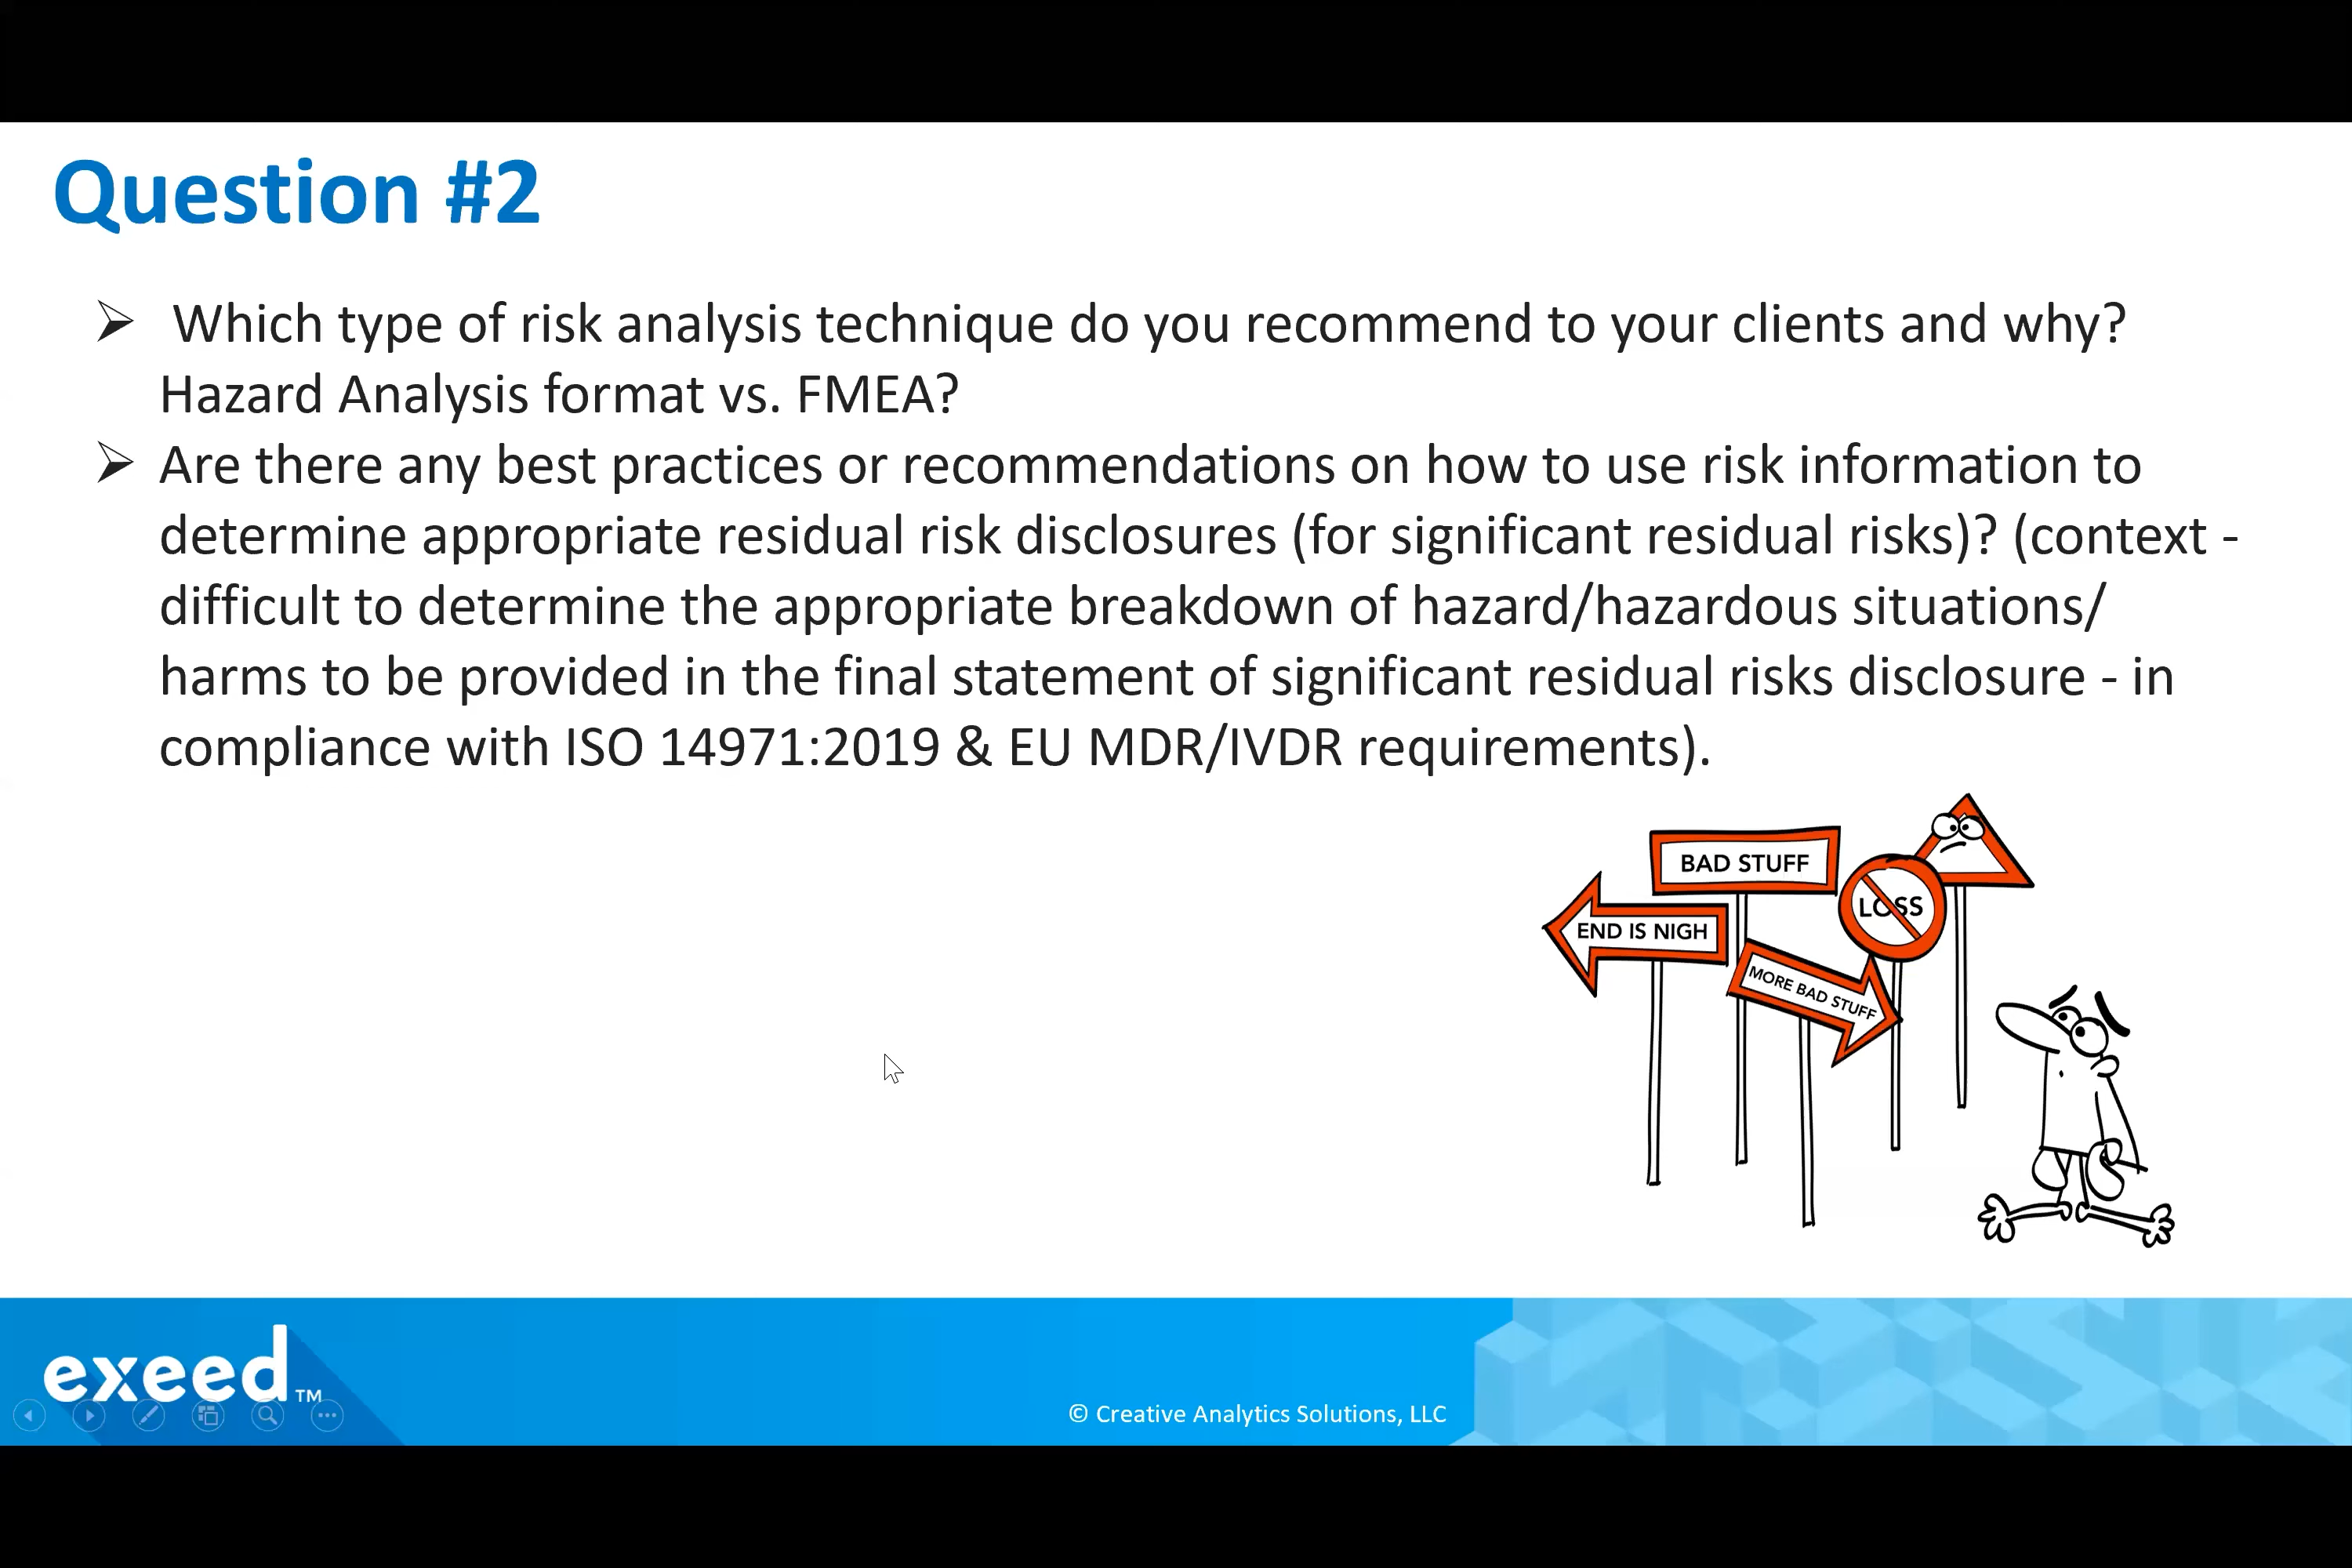 Question #2
Which type of risk analysis technique do you recommend to your clients and why?
Hazard Analysis format vs. FMEA?
Are there any best practices or recommendations on how to use risk information to
determine appropriate residual risk disclosures (for significant residual risks)? (context -
difficult to determine the appropriate breakdown of hazard/hazardous situations/
harms to be provided in the final statement of significant residual risks disclosure - in
compliance with ISO 14971:2019 & EU MDR/IVDR requirements).
BAD STUFF
LOSS
END IS NIGH
MORE BAD STUFF
exeed™
© Creative Analytics Solutions, LLC